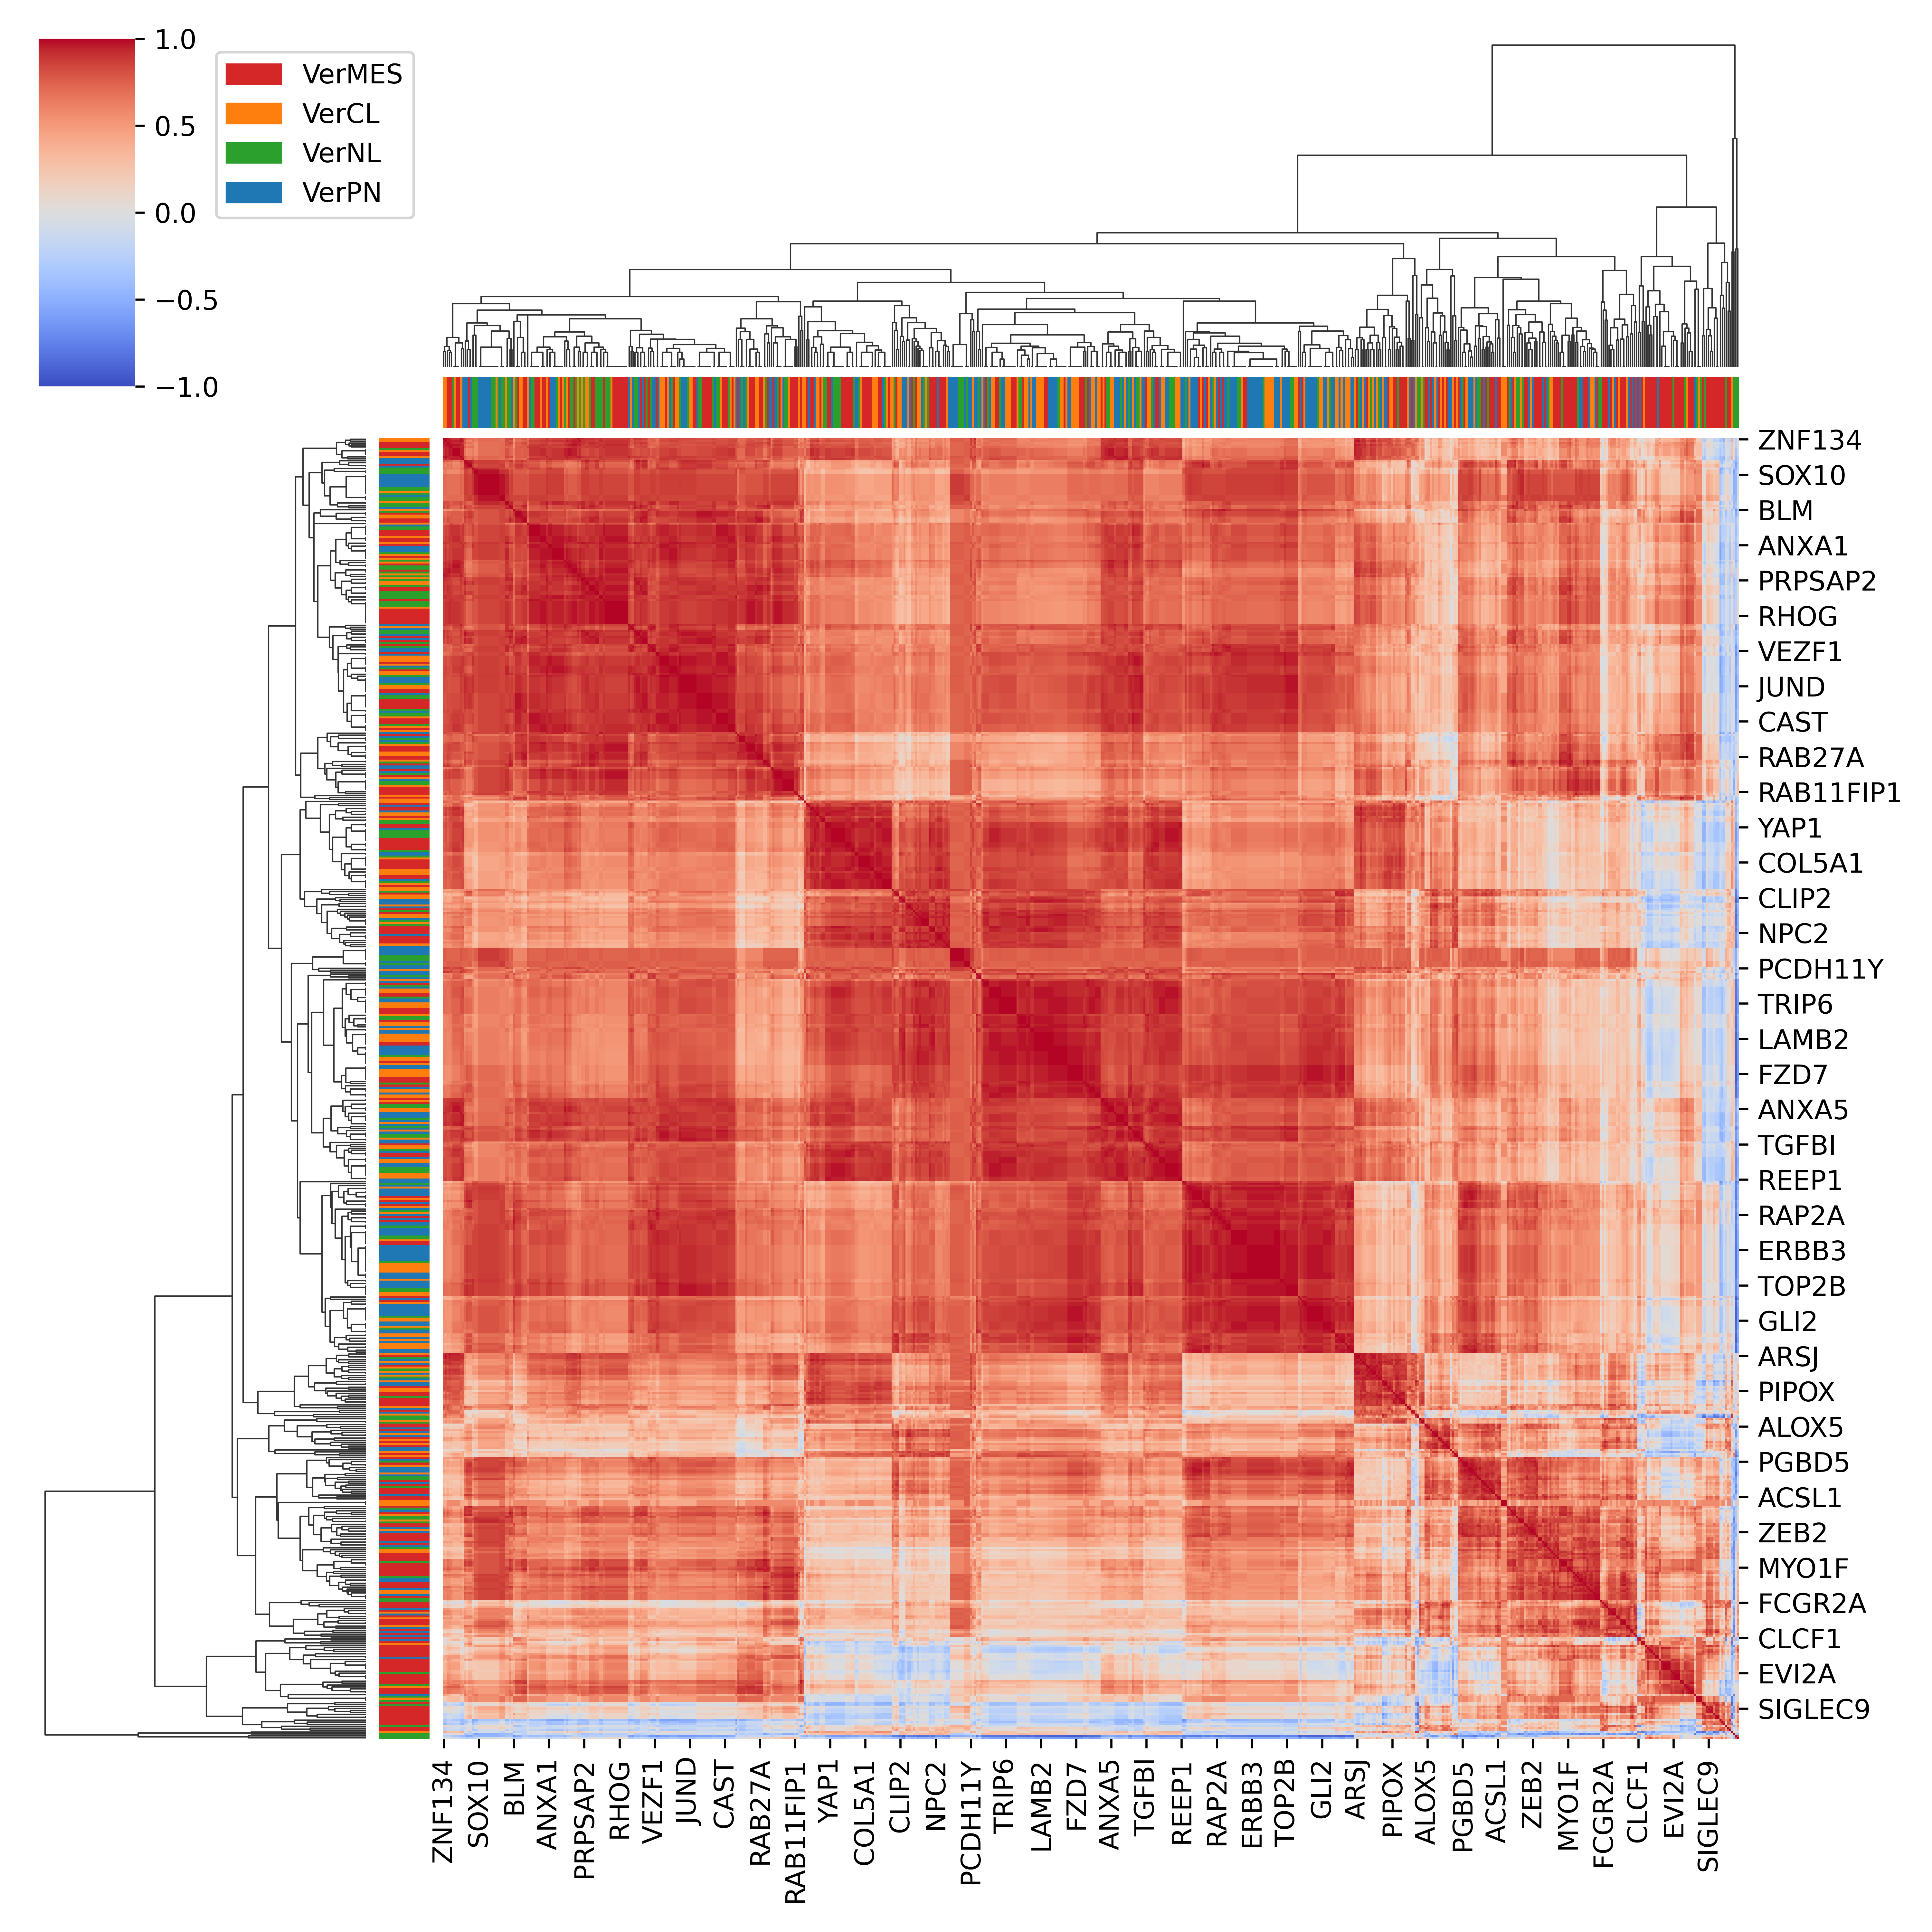 1.0
0.5
0.0
−0.5
−1.0
VerMES
VerCL
VerNL
VerPN
ZNF134
SOX10
BLM
ANXA1
PRPSAP2
RHOG
VEZF1
JUND
CAST
RAB27A
RAB11FIP1
YAP1
COL5A1
CLIP2
NPC2
PCDH11Y
TRIP6
LAMB2
FZD7
ANXA5
TGFBI
REEP1
RAP2A
ERBB3
TOP2B
GLI2
ARSJ
PIPOX
ALOX5
PGBD5
ACSL1
ZEB2
MYO1F
FCGR2A
CLCF1
EVI2A
SIGLEC9
ZNF134
SOX10
BLM
ANXA1
PRPSAP2
RHOG
VEZF1
JUND
CAST
RAB27A
RAB11FIP1
YAP1
COL5A1
CLIP2
NPC2
PCDH11Y
TRIP6
LAMB2
FZD7
ANXA5
TGFBI
REEP1
RAP2A
ERBB3
TOP2B
GLI2
ARSJ
PIPOX
ALOX5
PGBD5
ACSL1
ZEB2
MYO1F
FCGR2A
CLCF1
EVI2A
SIGLEC9